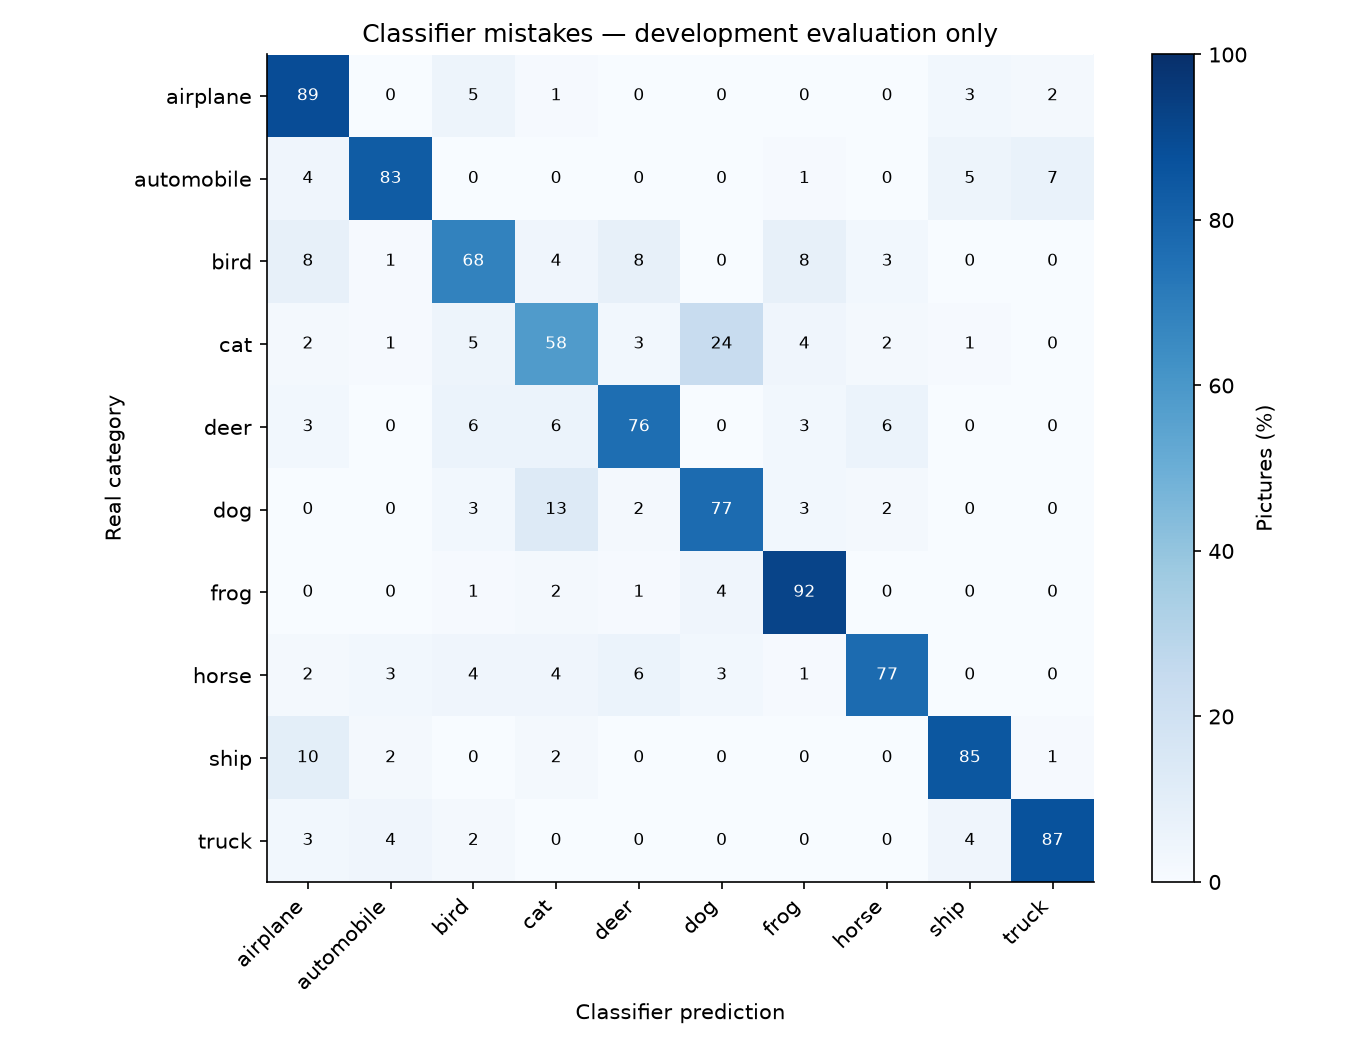 Classifier mistakes — development evaluation only
airplane 89 0 5 1 0 0 0 0 3 2
automobile 4 83 0 0 0 0 1 0 5 7
bird 8 1 68 4 8 0 8 3 0 0
cat 2 1 5 58 3 24 4 2 1 0
deer 3 0 6 6 76 0 3 6 0 0
dog 0 0 3 13 2 77 3 2 0 0
frog 0 0 1 2 1 4 92 0 0 0
horse 2 3 4 4 6 3 1 77 0 0
ship 10 2 0 2 0 0 0 0 85 1
truck 3 4 2 0 0 0 0 0 4 87
airplane automobile bird cat deer dog frog horse ship truck
Classifier prediction
Real category
100
80
60
40
20
0
Pictures (%)